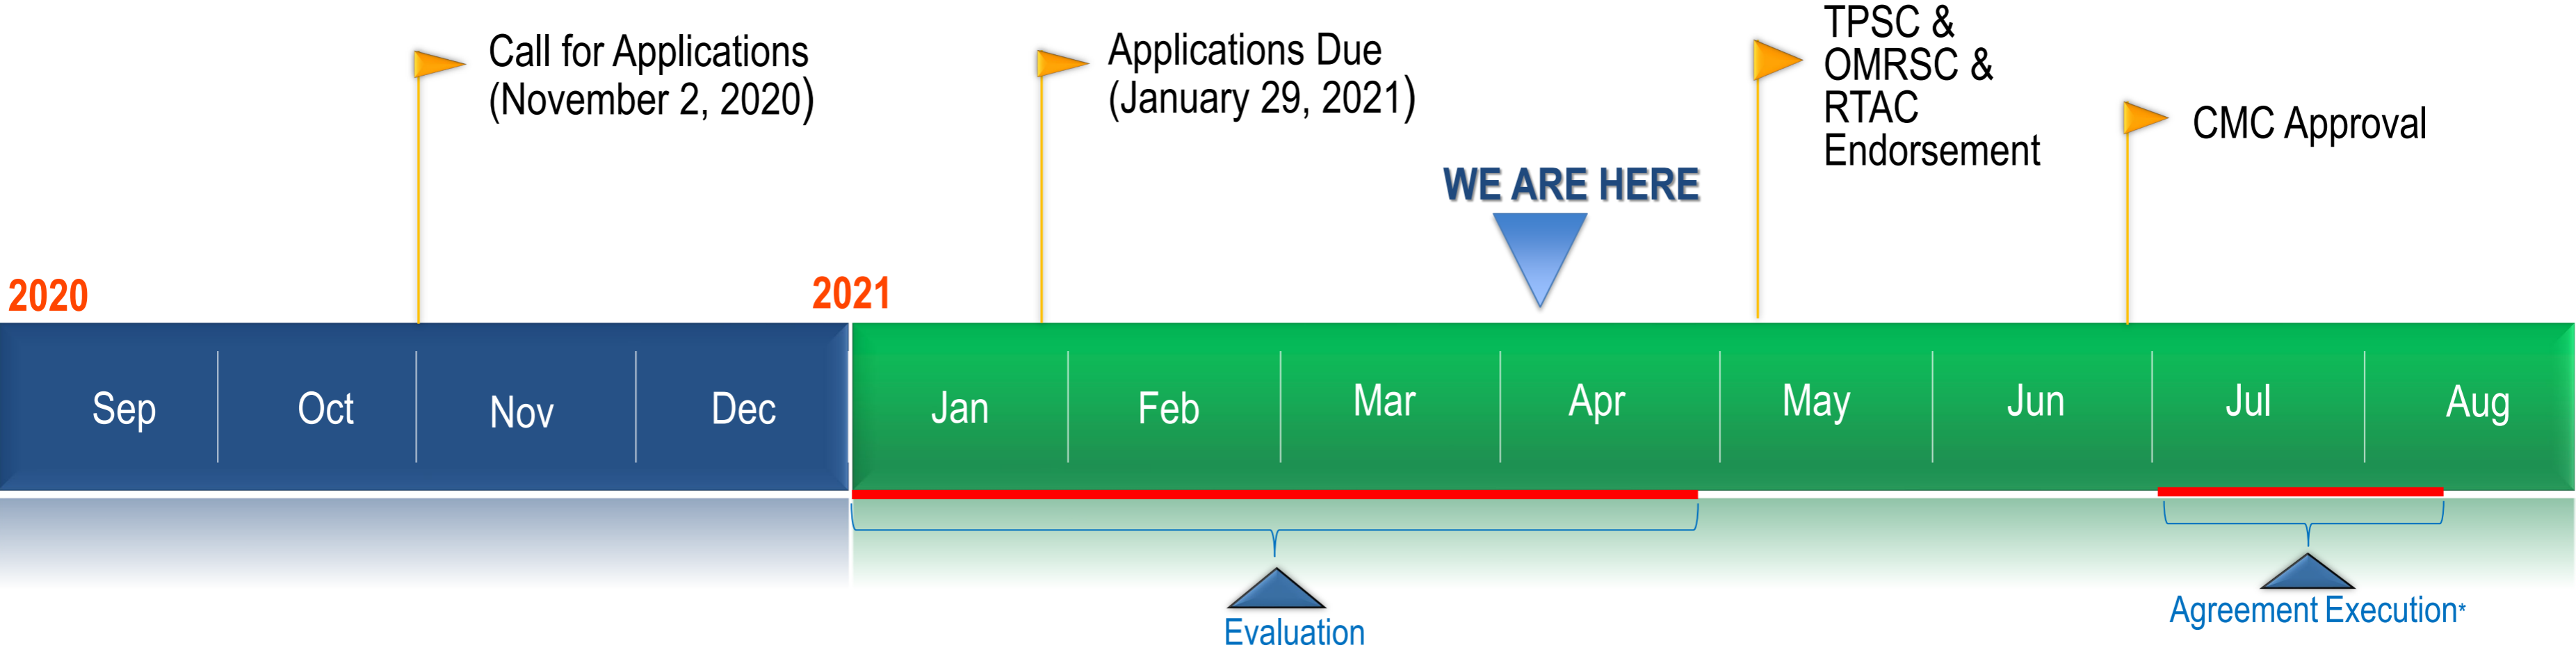 Call for Applications
(November 2, 2020)
Applications Due
(January 29, 2021)
TPSC &
OMRSC &
RTAC
Endorsement
CMC Approval
WE ARE HERE
2020
2021
Sep
Oct
Nov
Dec
Jan
Feb
Mar
Apr
May
Jun
Jul
Aug
Evaluation
Agreement Execution*